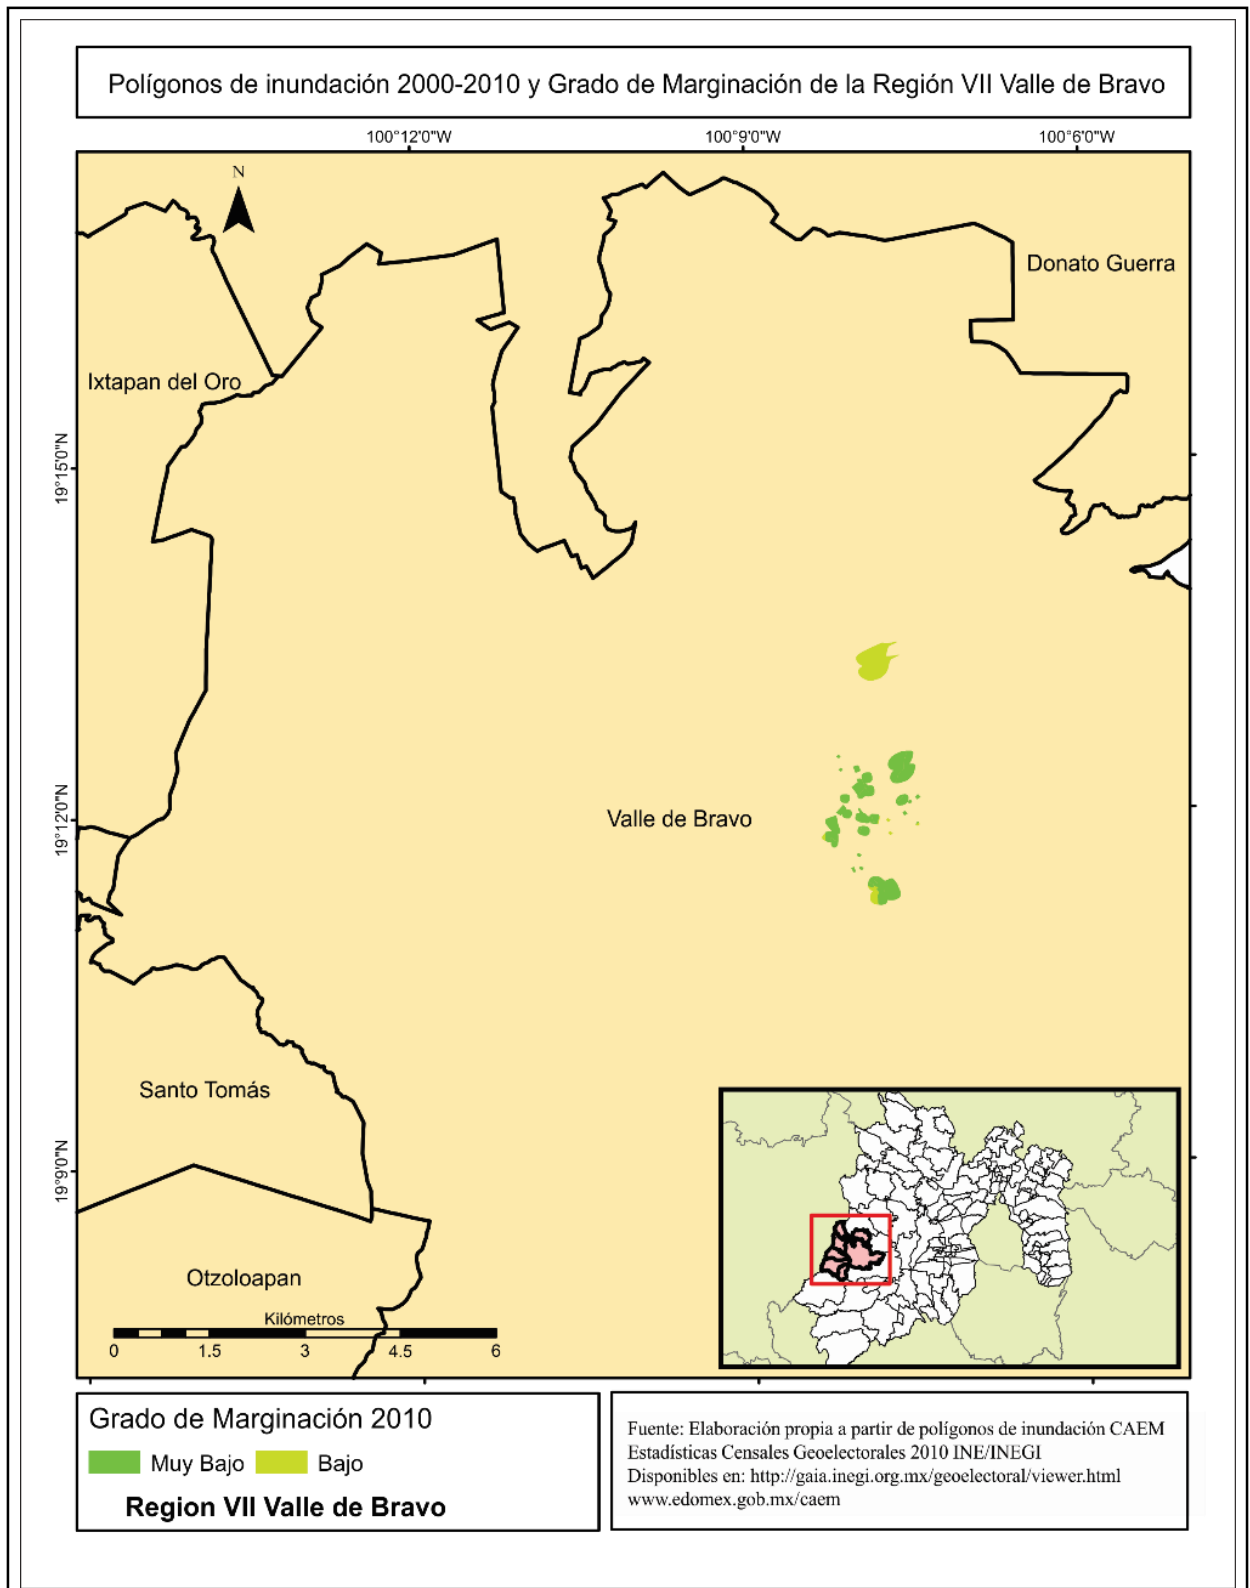 Polígonos de inundación 2000-2010 y Grado de Marginación de la Región VII Valle de Bravo
100°12'0"W 100°9'0"W 100°6'0"W
N
Donato Guerra
Ixtapan del Oro
19°15'0"N
Valle de Bravo
19°12'0"N
Santo Tomás
19°9'0"N
Otzoloapan
Kilómetros
0 1.5 3 4.5 6
Grado de Marginación 2010
Muy Bajo Bajo
Region VII Valle de Bravo
Fuente: Elaboración propia a partir de polígonos de inundación CAEM
Estadísticas Censales Geoelectorales 2010 INE/INEGI
Disponibles en: http://gaia.inegi.org.mx/geoelectoral/viewer.html
www.edomex.gob.mx/caem